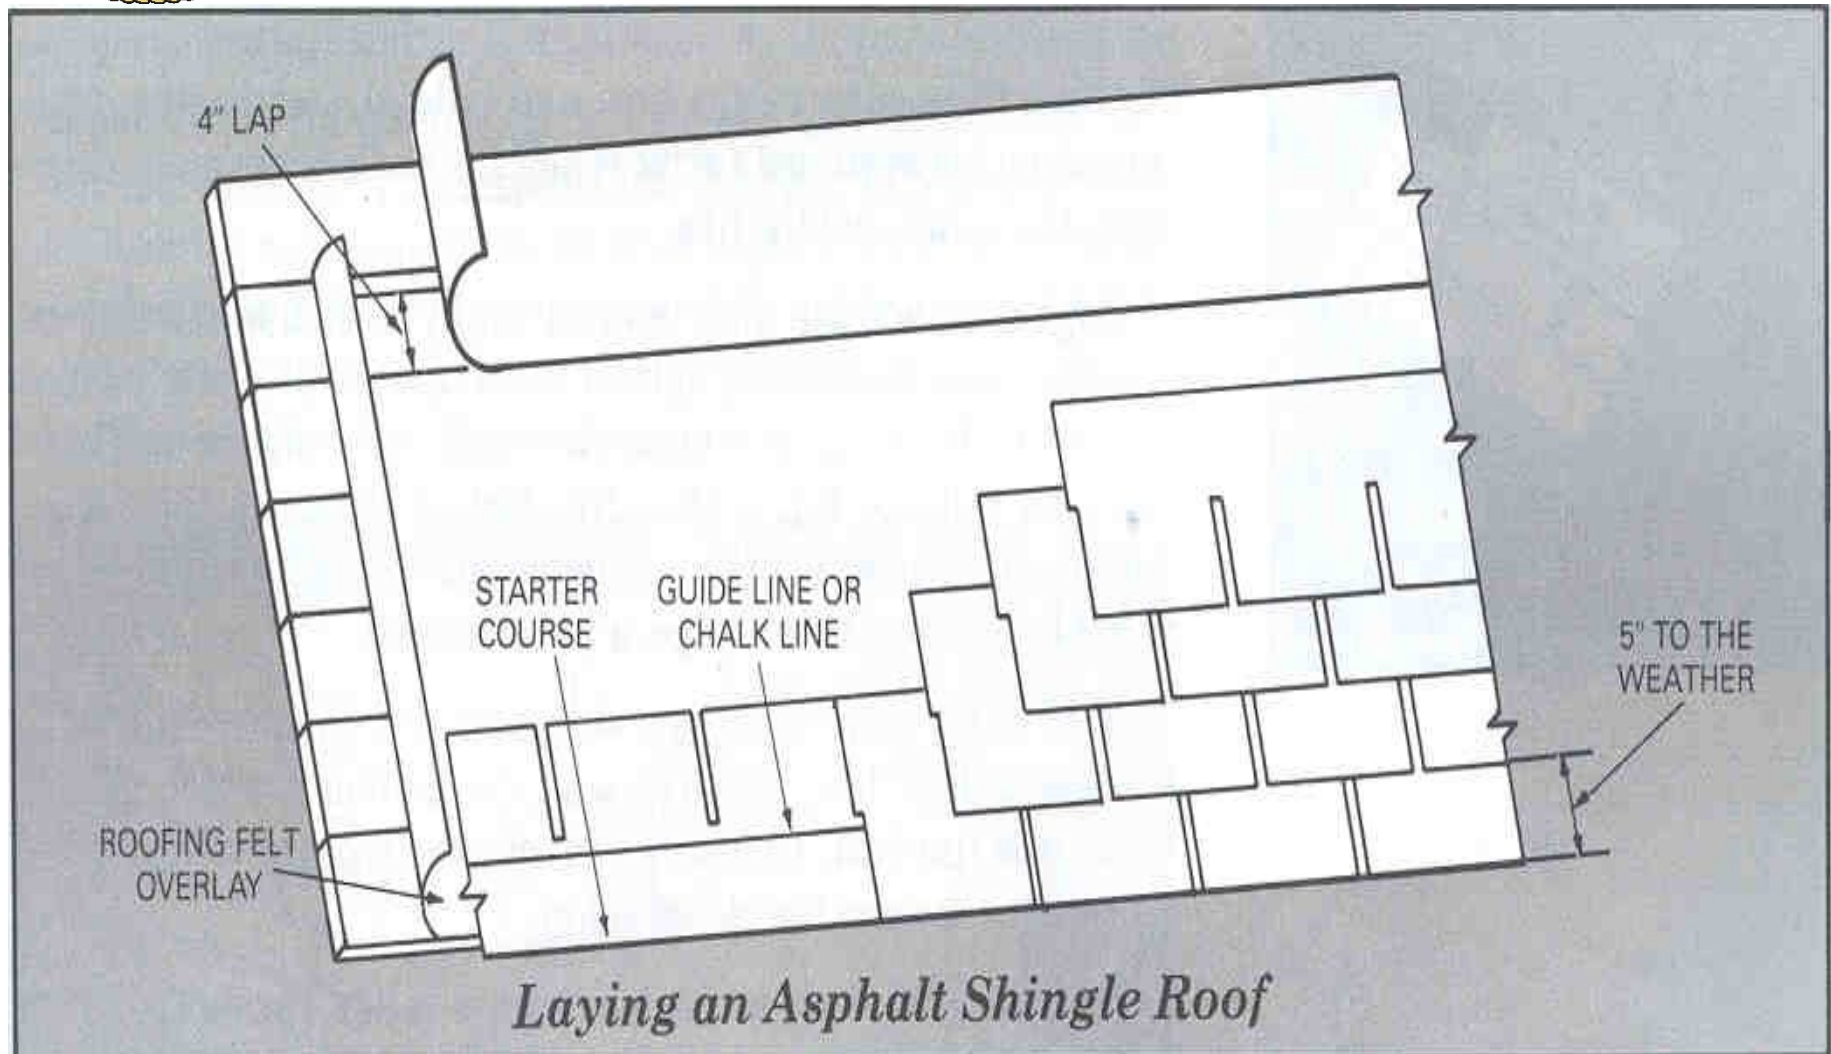 4" LAP
STARTER
COURSE
GUIDE LINE OR
CHALK LINE
5" TO THE
WEATHER
ROOFING FELT
OVERLAY
Laying an Asphalt Shingle Roof